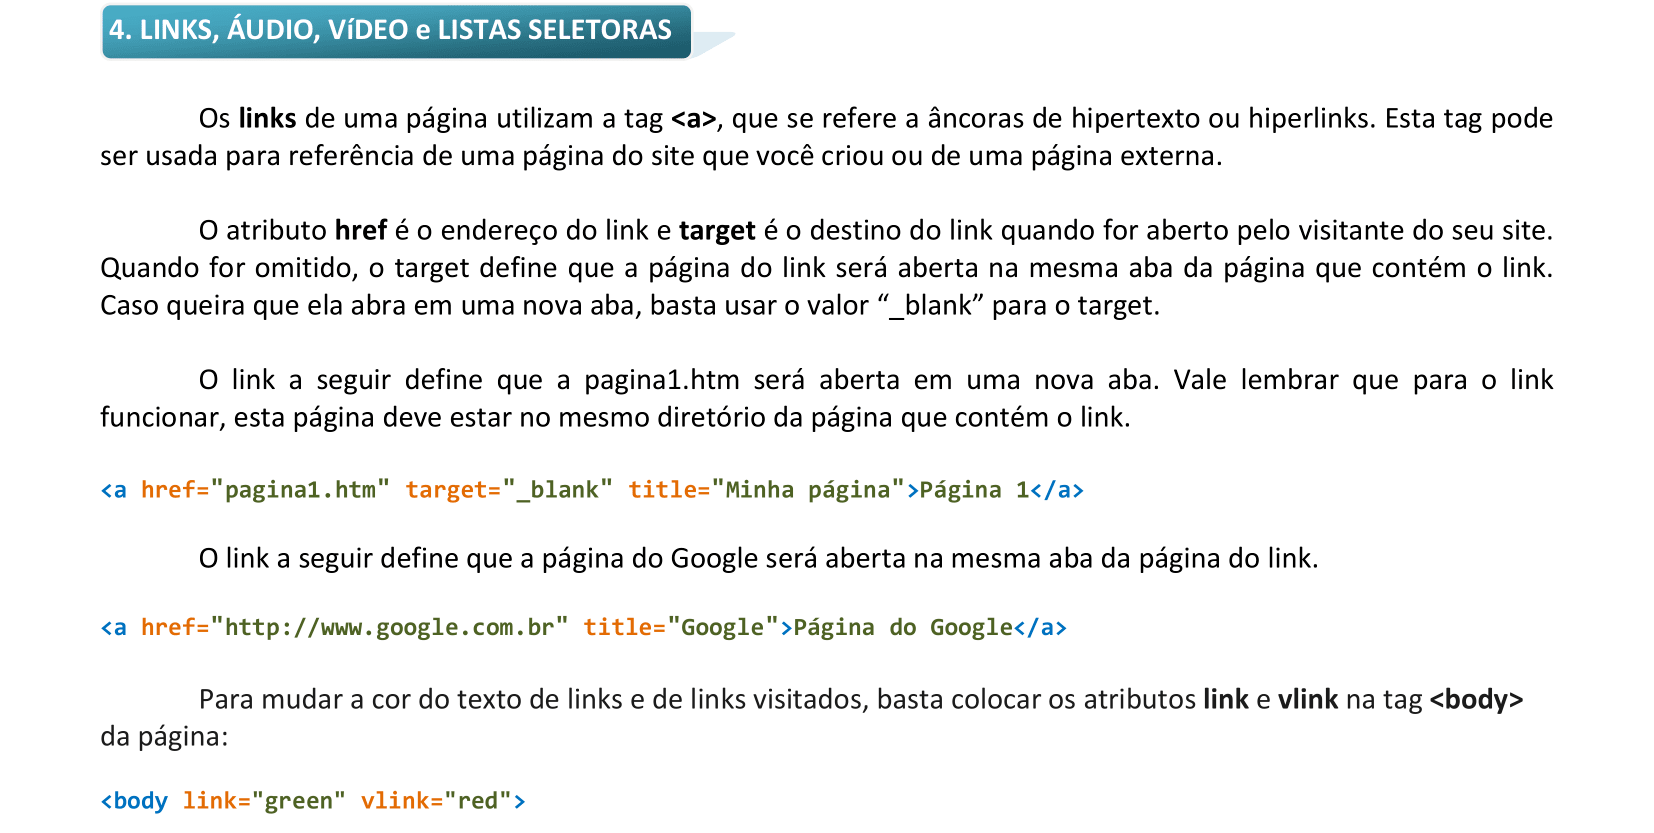 4. LINKS, ÁUDIO, VíDEO e LISTAS SELETORAS
Os links de uma página utilizam a tag <a>, que se refere a âncoras de hipertexto ou hiperlinks. Esta tag pode
ser usada para referência de uma página do site que você criou ou de uma página externa.
O atributo href é o endereço do link e target é o destino do link quando for aberto pelo visitante do seu site.
Quando for omitido, o target define que a página do link será aberta na mesma aba da página que contém o link.
Caso queira que ela abra em uma nova aba, basta usar o valor “_blank” para o target.
O link a seguir define que a pagina1.htm será aberta em uma nova aba. Vale lembrar que para o link
funcionar, esta página deve estar no mesmo diretório da página que contém o link.
<a href="pagina1.htm" target="_blank" title="Minha página">Página 1</a>
O link a seguir define que a página do Google será aberta na mesma aba da página do link.
<a href="http://www.google.com.br" title="Google">Página do Google</a>
Para mudar a cor do texto de links e de links visitados, basta colocar os atributos link e vlink na tag <body>
da página:
<body link="green" vlink="red">